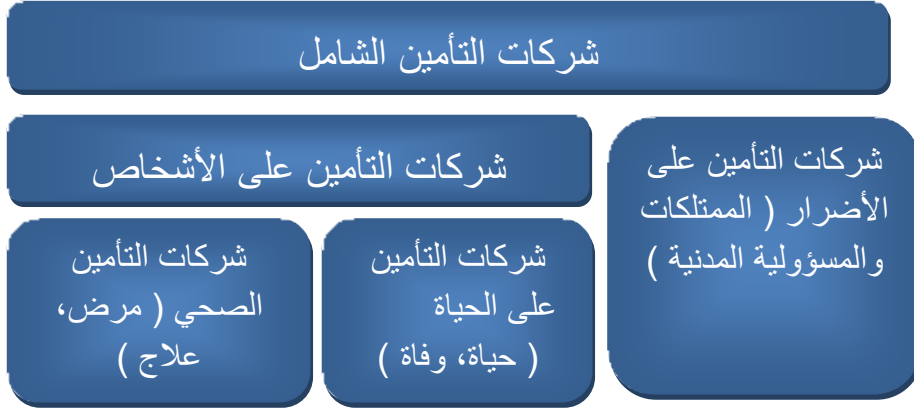 شركات التأمين الشامل
شركات التأمين على
الأضرار ( الممتلكات
والمسؤولية المدنية )
شركات التأمين على الأشخاص
شركات التأمين
على الحياة
( حياة، وفاة )
شركات التأمين
الصحي ( مرض،
علاج )